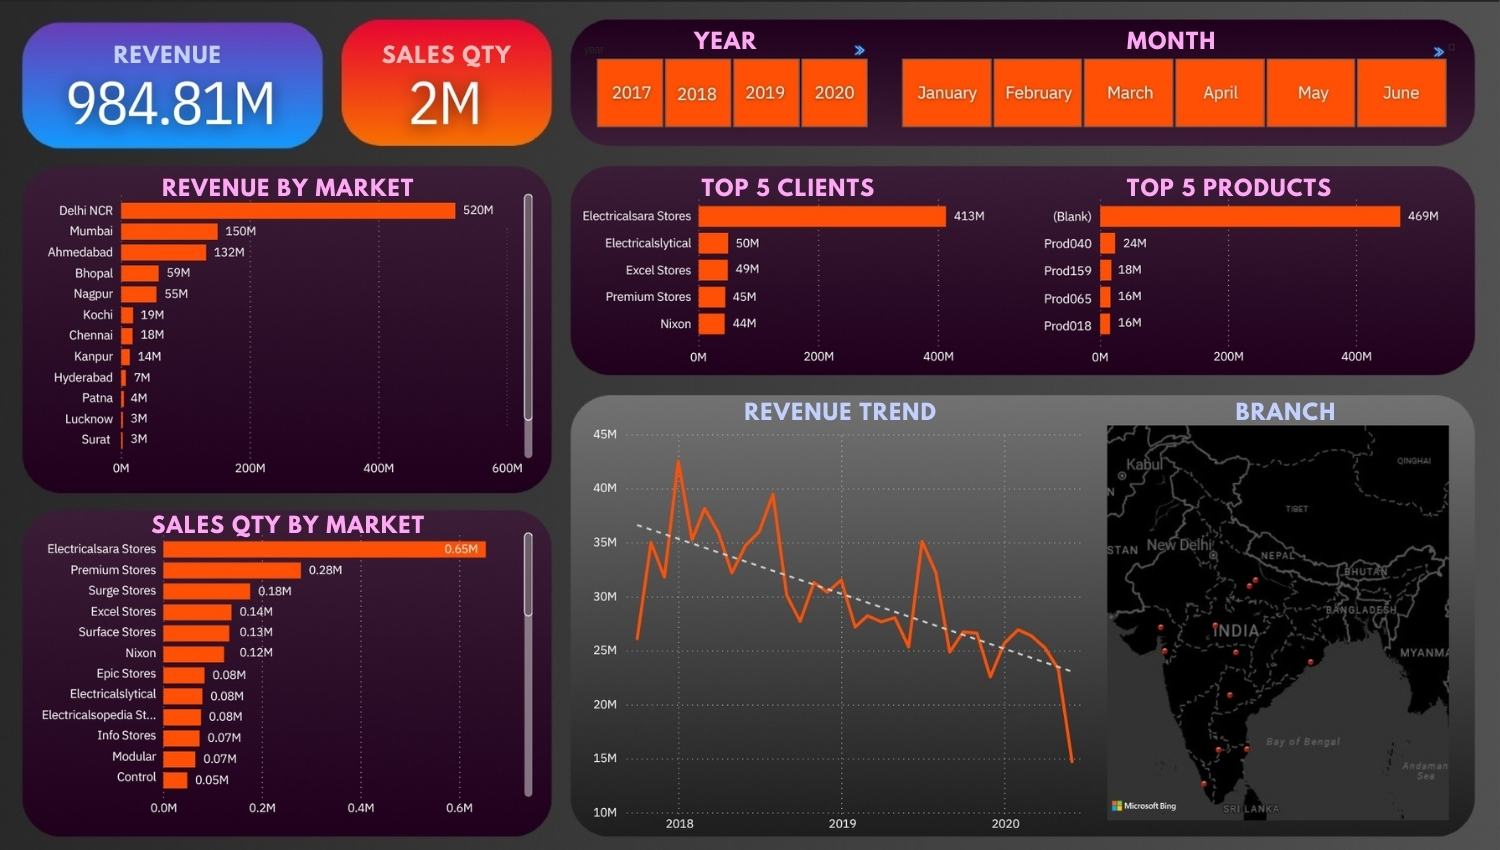 REVENUE
984.81M
SALES QTY
2M
year
YEAR
2017 2018 2019 2020
MONTH
January February March April May June
REVENUE BY MARKET
Delhi NCR 520M
Mumbai 150M
Ahmedabad 132M
Bhopal 59M
Nagpur 55M
Kochi 19M
Chennai 18M
Kanpur 14M
Hyderabad 7M
Patna 4M
Lucknow 3M
Surat 3M
0M 200M 400M 600M
TOP 5 CLIENTS
Electricalsara Stores 413M
Electricalslytical 50M
Excel Stores 49M
Premium Stores 45M
Nixon 44M
0M 200M 400M
TOP 5 PRODUCTS
(Blank) 469M
Prod040 24M
Prod159 18M
Prod065 16M
Prod018 16M
0M 200M 400M
SALES QTY BY MARKET
Electricalsara Stores 0.65M
Premium Stores 0.28M
Surge Stores 0.18M
Excel Stores 0.14M
Surface Stores 0.13M
Nixon 0.12M
Epic Stores 0.08M
Electricalslytical 0.08M
Electricalsopedia St... 0.08M
Info Stores 0.07M
Modular 0.07M
Control 0.05M
0.0M 0.2M 0.4M 0.6M
REVENUE TREND
45M
40M
35M
30M
25M
20M
15M
10M
2018 2019 2020
BRANCH
Kabul
QINGHAI
N
TIBET
STAN
New Delhi
NEPAL
BHUTAN
BANGLADESH
INDIA
MYANMA
Bay of Bengal
Andaman
Sea
Microsoft Bing
SRI LANKA